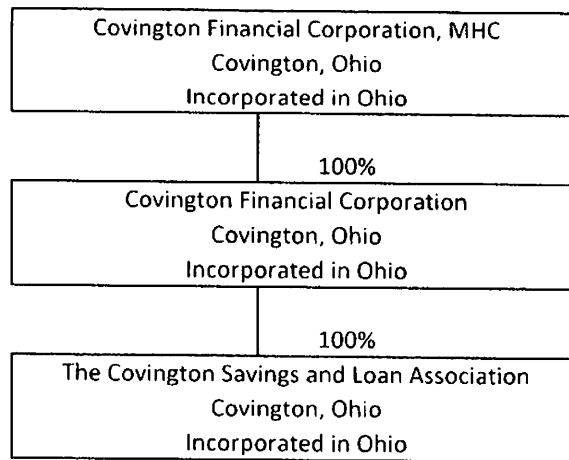 Covington Financial Corporation, MHC
Covington, Ohio
Incorporated in Ohio
100%
Covington Financial Corporation
Covington, Ohio
Incorporated in Ohio
100%
The Covington Savings and Loan Association
Covington, Ohio
Incorporated in Ohio